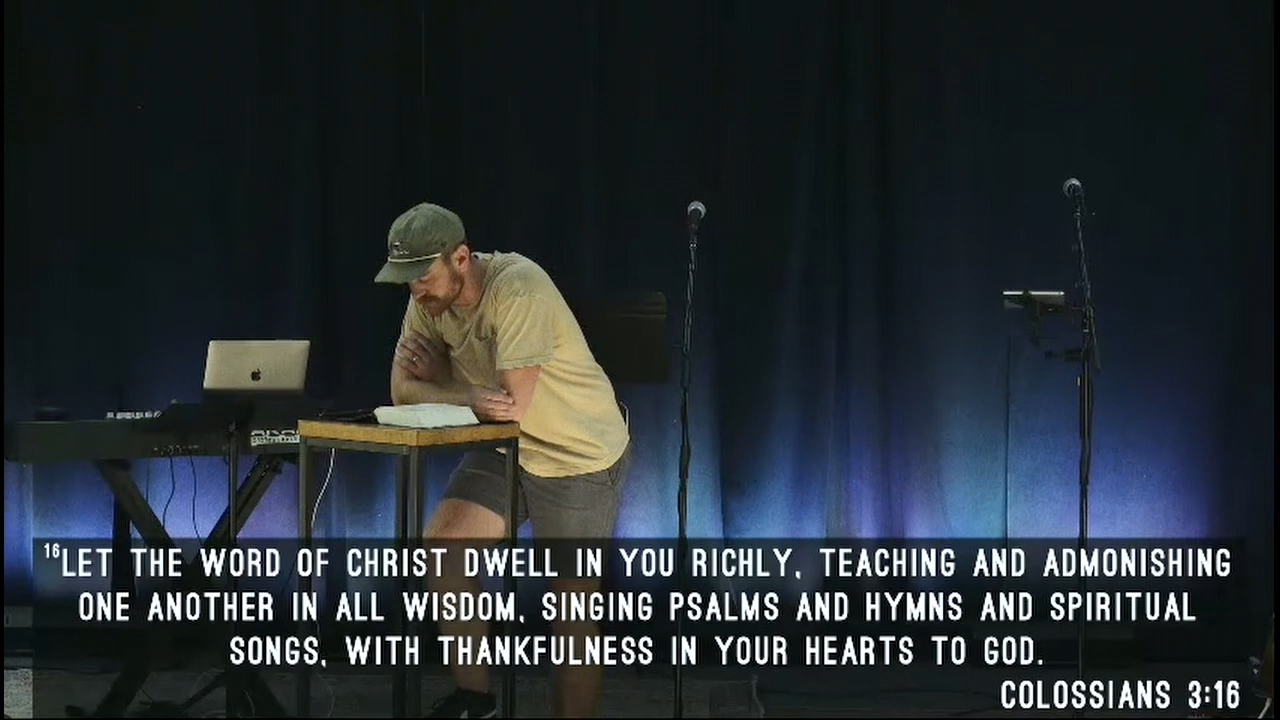 16LET THE WORD OF CHRIST DWELL IN YOU RICHLY, TEACHING AND ADMONISHING
ONE ANOTHER IN ALL WISDOM, SINGING PSALMS AND HYMNS AND SPIRITUAL
SONGS, WITH THANKFULNESS IN YOUR HEARTS TO GOD.
COLOSSIANS 3:16